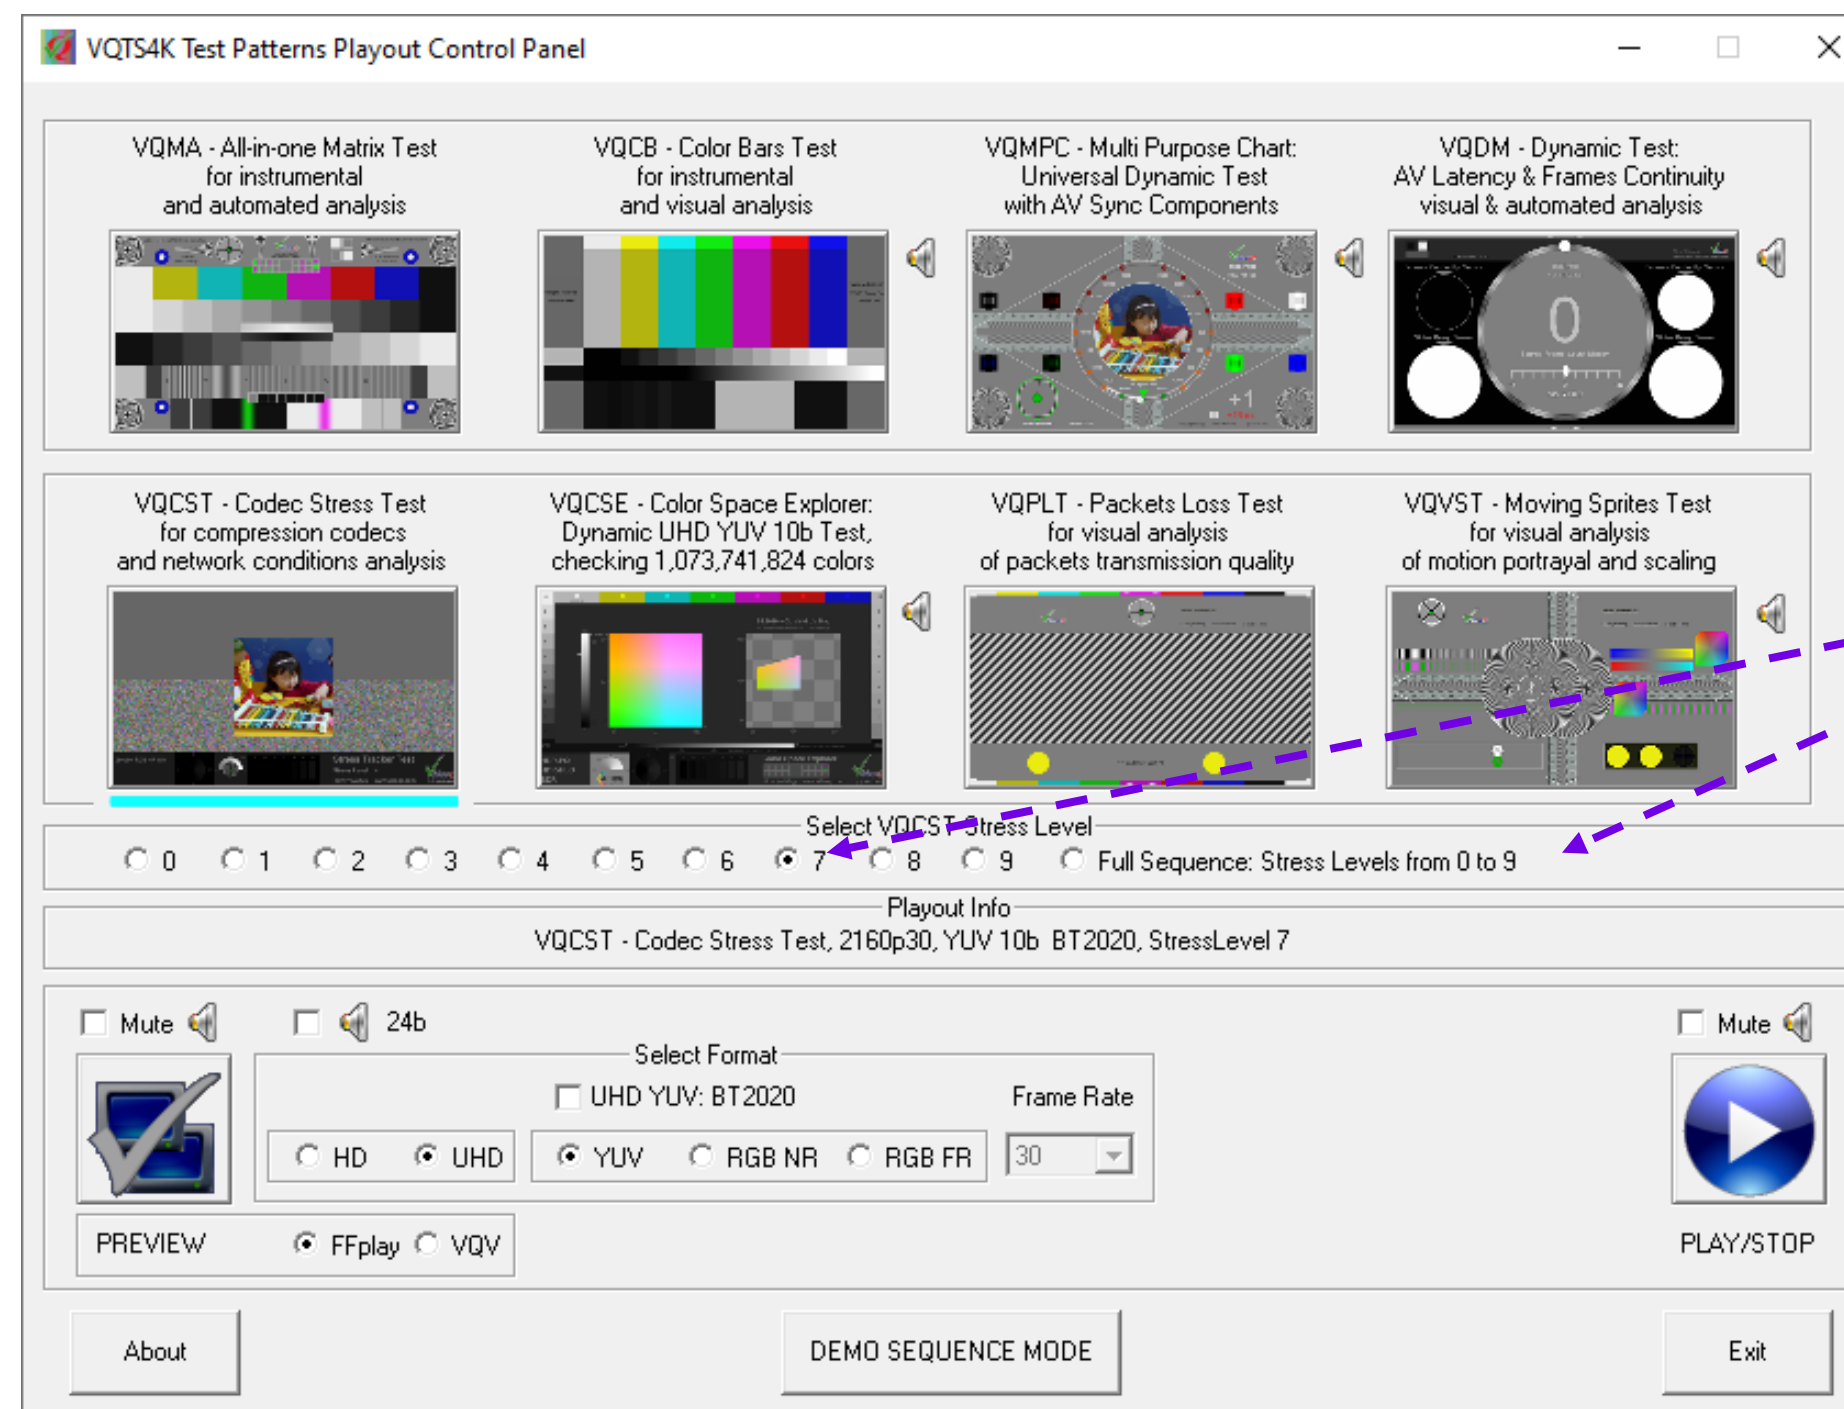 VQTS4K Test Patterns Playout Control Panel
VQMA - All-in-one Matrix Test
for instrumental
and automated analysis
VQCB - Color Bars Test
for instrumental
and visual analysis
VQMPC - Multi Purpose Chart:
Universal Dynamic Test
with AV Sync Components
VQDM - Dynamic Test:
AV Latency & Frames Continuity
visual & automated analysis
+1
0
VQCST - Codec Stress Test
for compression codecs
and network conditions analysis
VQCSE - Color Space Explorer:
Dynamic UHD YUV 10b Test,
checking 1,073,741,824 colors
VQPLT - Packets Loss Test
for visual analysis
of packets transmission quality
VQVST - Moving Sprites Test
for visual analysis
of motion portrayal and scaling
Select VQCST Stress Level
0 1 2 3 4 5 6 7 8 9 Full Sequence: Stress Levels from 0 to 9
Playout Info
VQCST - Codec Stress Test, 2160p30, YUV 10b BT2020, StressLevel 7
Mute 24b Mute
Select Format
UHD YUV: BT2020 Frame Rate
HD UHD YUV RGB NR RGB FR 30
PREVIEW FFplay VQV PLAY/STOP
About DEMO SEQUENCE MODE Exit